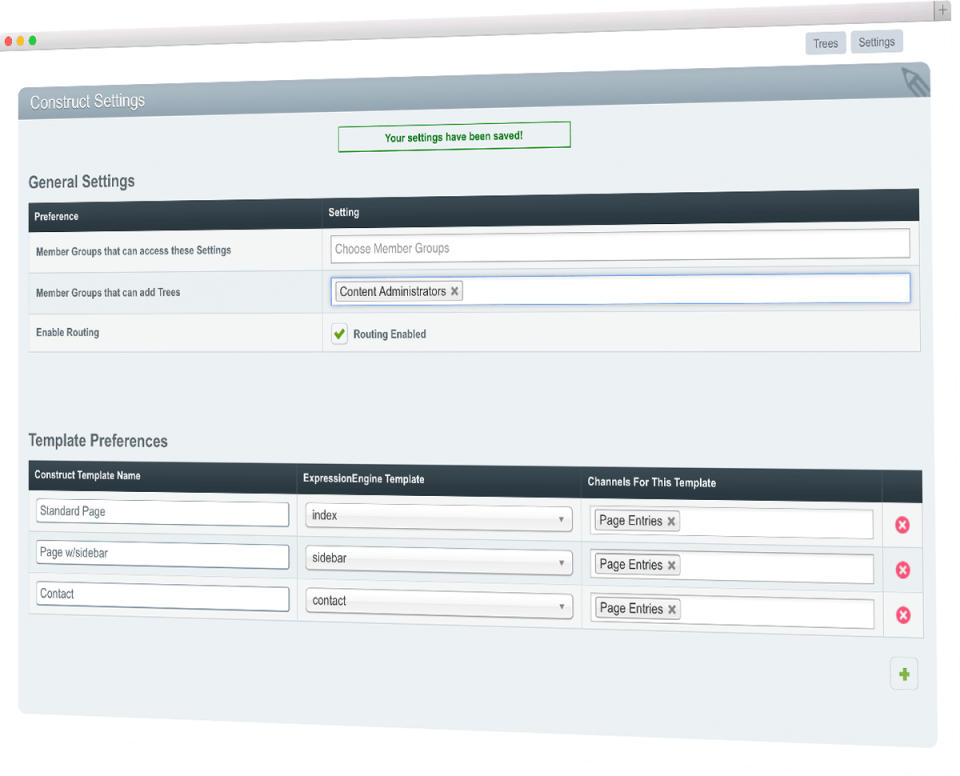 Trees Settings
Construct Settings
Your settings have been saved!
General Settings
Preference Setting
Member Groups that can access these Settings Choose Member Groups
Member Groups that can add Trees Content Administrators
Enable Routing Routing Enabled
Template Preferences
Construct Template Name ExpressionEngine Template Channels For This Template
Standard Page index Page Entries
Page w/sidebar sidebar Page Entries
Contact contact Page Entries